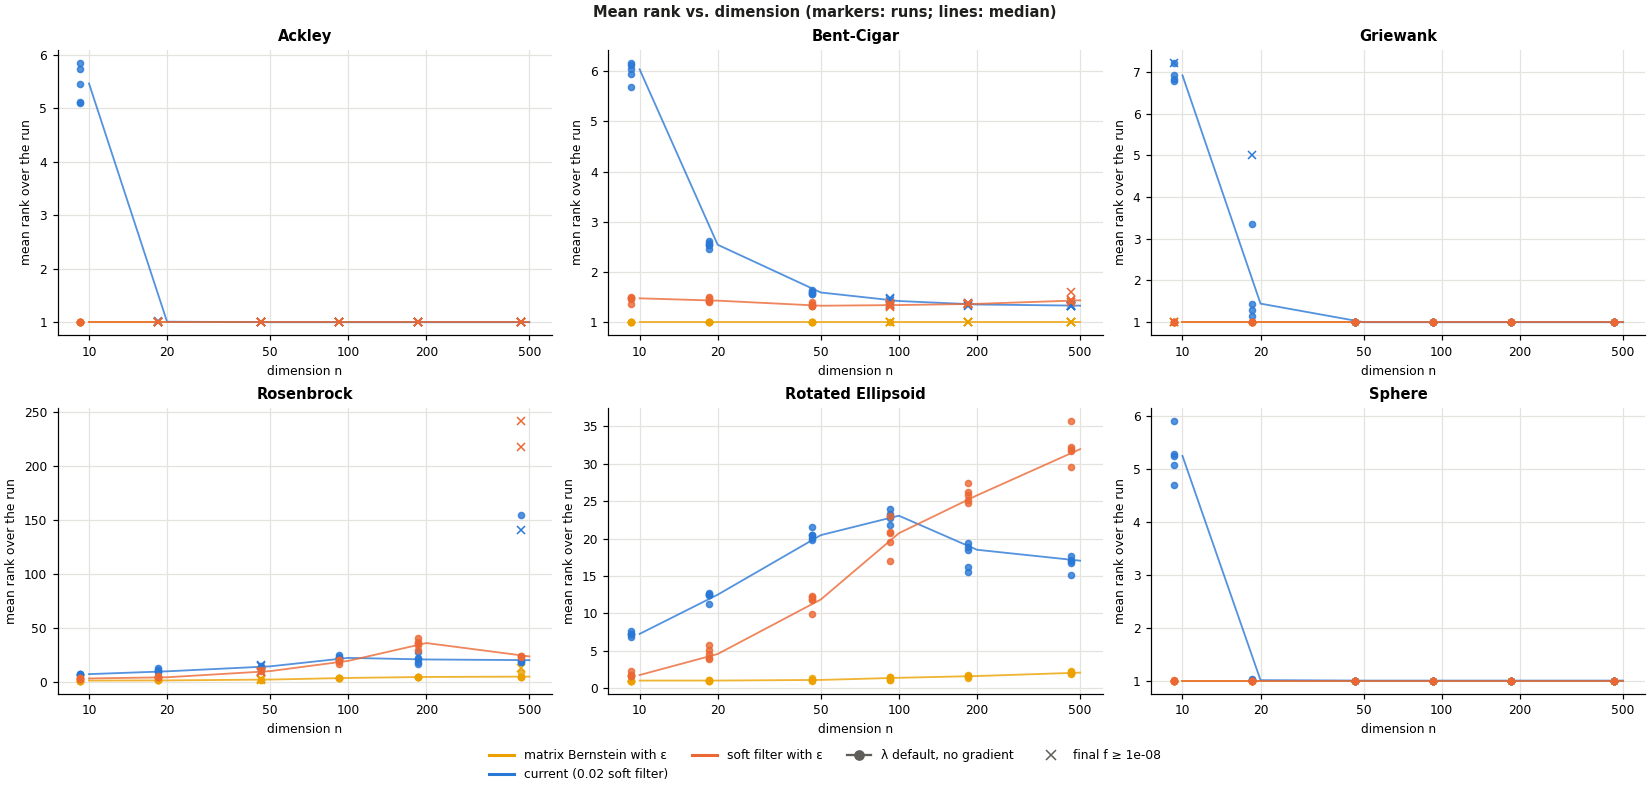 Mean rank vs. dimension (markers: runs; lines: median)
Ackley
mean rank over the run
6
5
4
3
2
1
10 20 50 100 200 500
dimension n
Bent-Cigar
mean rank over the run
6
5
4
3
2
1
10 20 50 100 200 500
dimension n
Griewank
mean rank over the run
7
6
5
4
3
2
1
10 20 50 100 200 500
dimension n
Rosenbrock
mean rank over the run
250
200
150
100
50
0
10 20 50 100 200 500
dimension n
Rotated Ellipsoid
mean rank over the run
35
30
25
20
15
10
5
0
10 20 50 100 200 500
dimension n
Sphere
mean rank over the run
6
5
4
3
2
1
10 20 50 100 200 500
dimension n
matrix Bernstein with ε soft filter with ε λ default, no gradient final f ≥ 1e-08
current (0.02 soft filter)